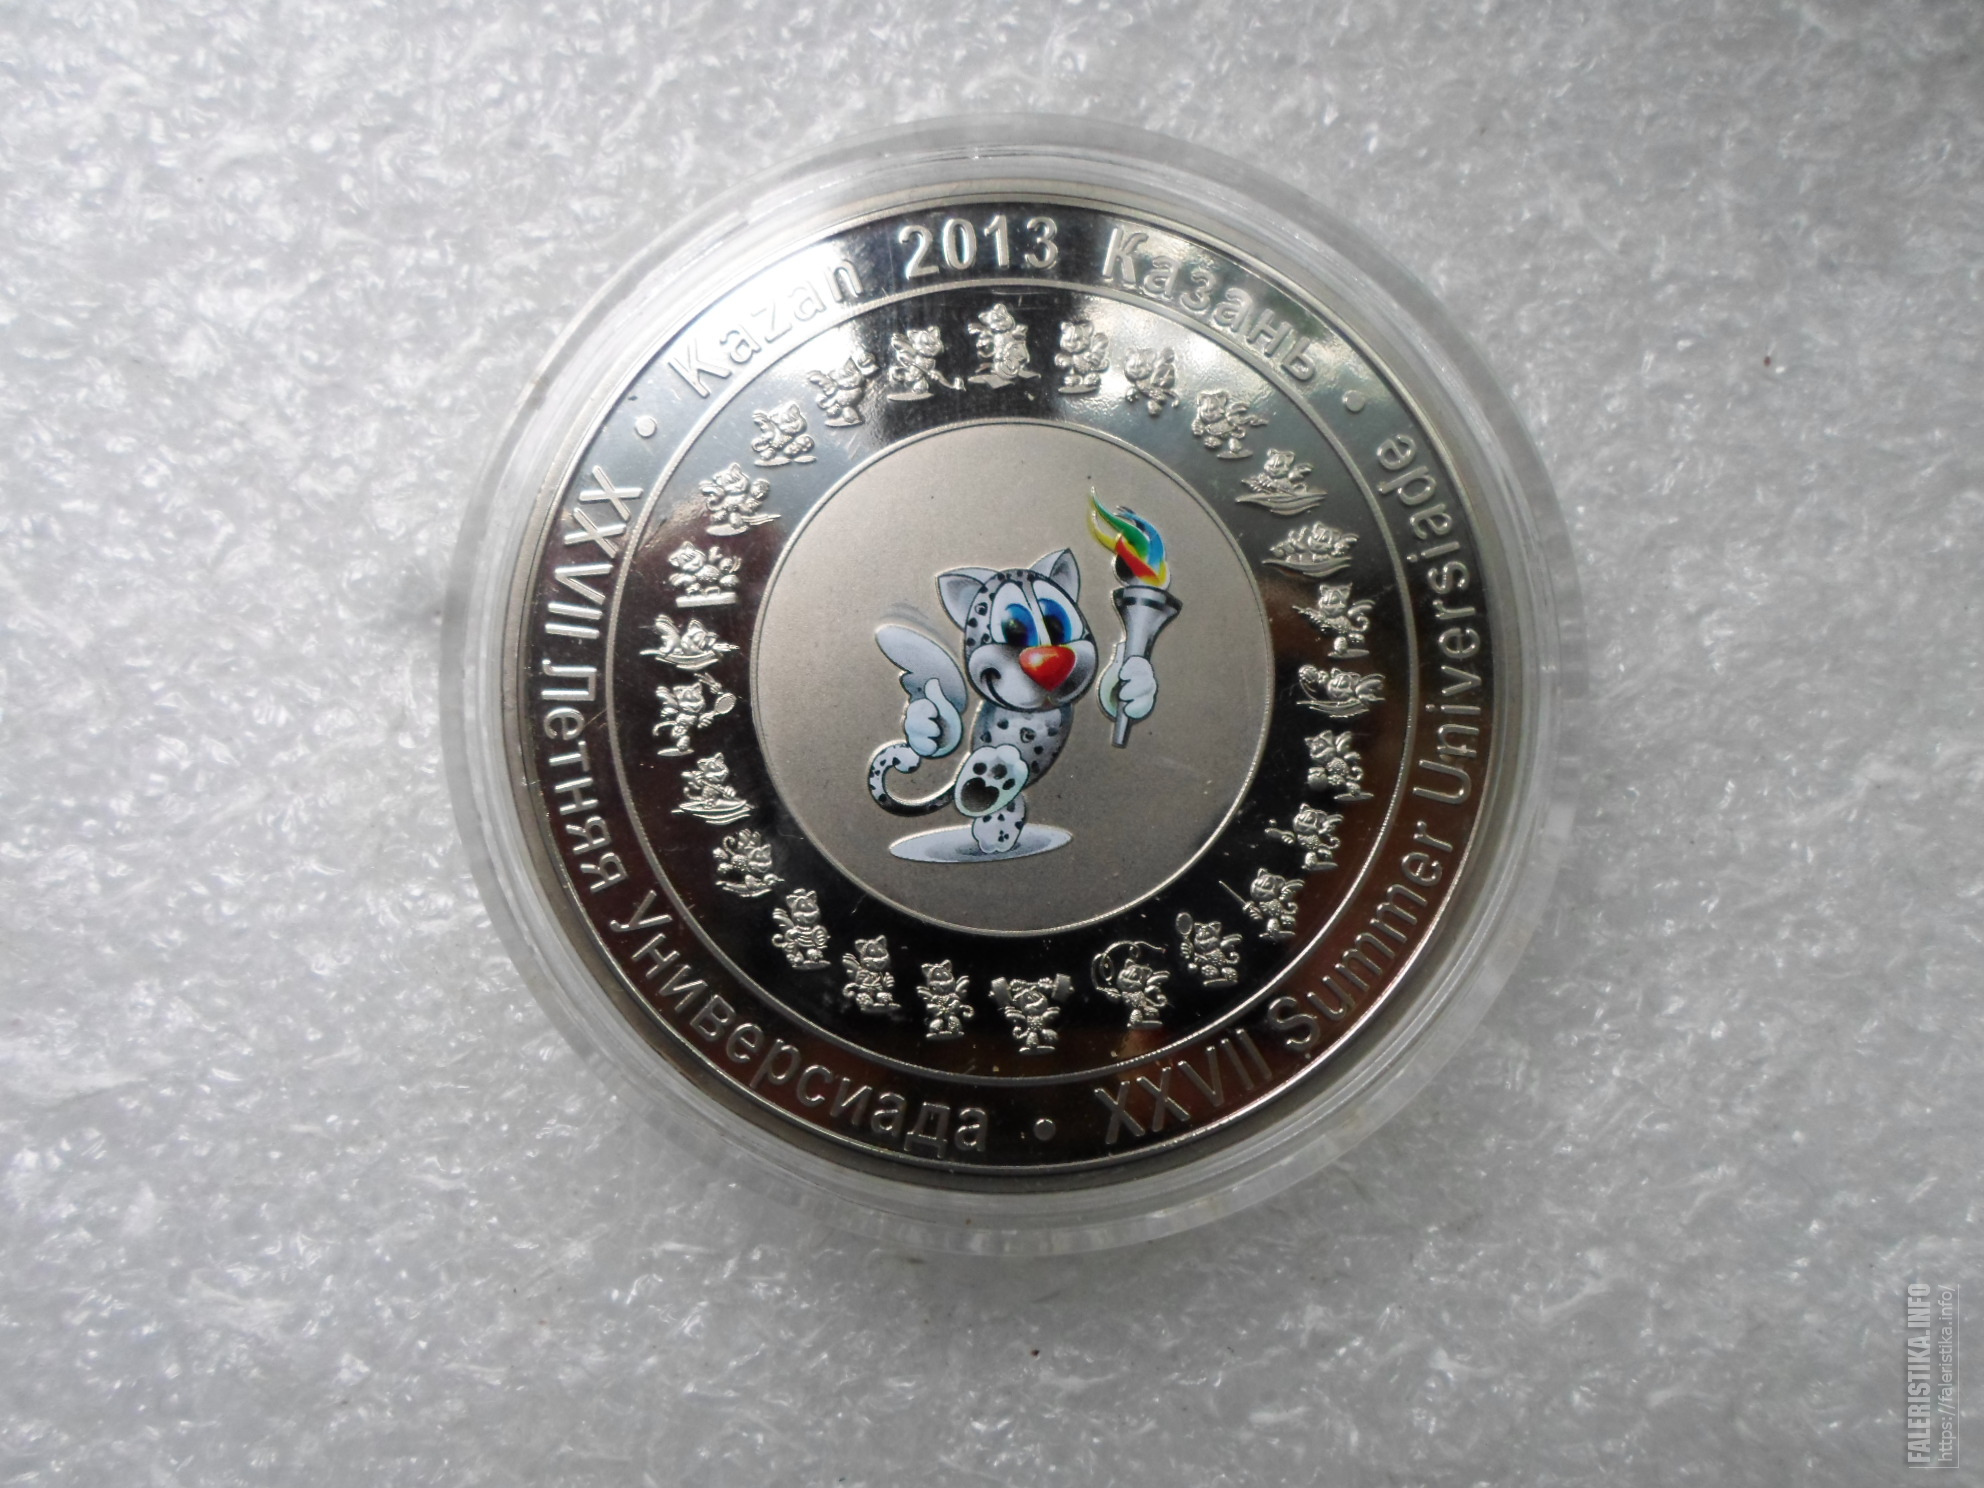 Kazan 2013 Казань
XXVII Летняя Универсиада
XXVII Summer Universiade
FALERISTIKA.INFO
https://faleristika.info/